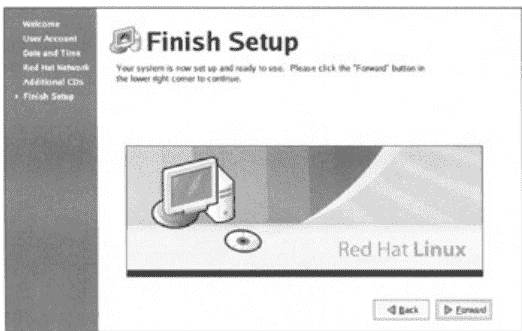 Welcome
User Account
Date and Time
Red Hat Network
Additional CDs
Finish Setup
Finish Setup
Your system is now set up and ready to use. Please click the "Forward" button in
the lower right corner to continue.
Red Hat Linux
Back
Forward